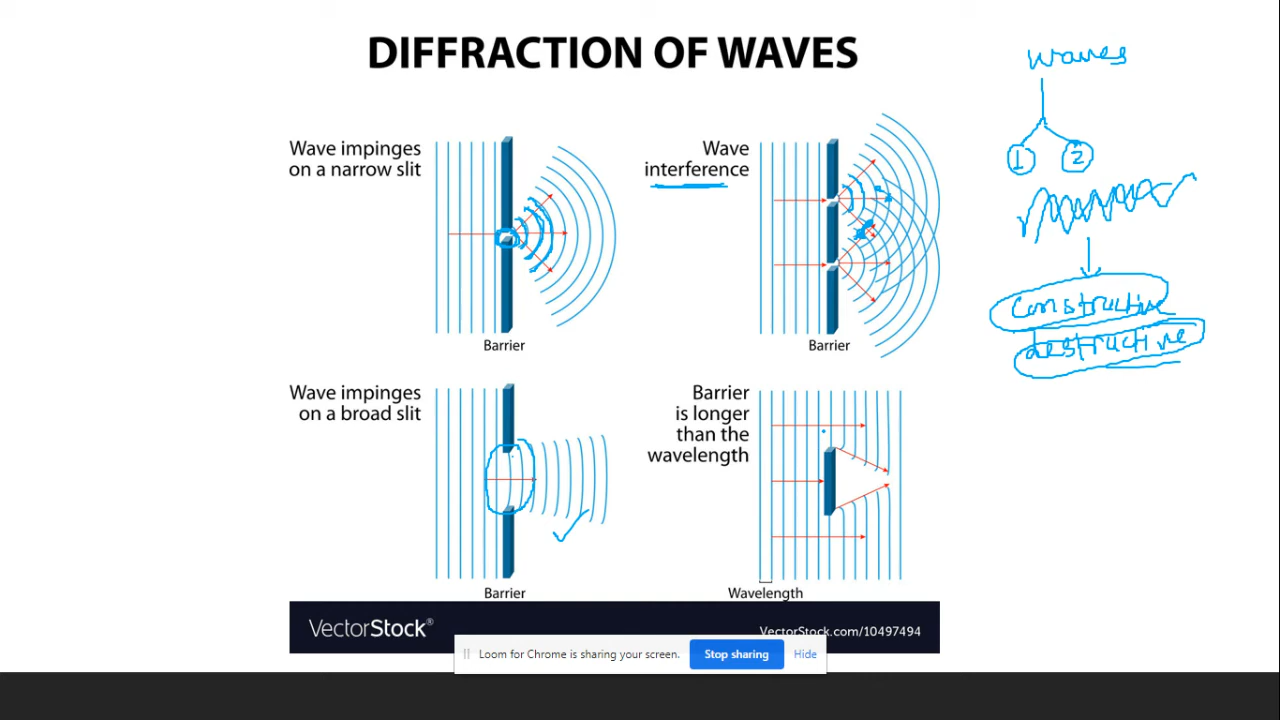 DIFFRACTION OF WAVES
waves
1 2
Wave impinges
on a narrow slit
Wave
interference
constructive
destructive
Barrier
Barrier
Wave impinges
on a broad slit
Barrier
is longer
than the
wavelength
Barrier
Wavelength
VectorStock®
VectorStock.com/10497494
Loom for Chrome is sharing your screen.
Stop sharing
Hide